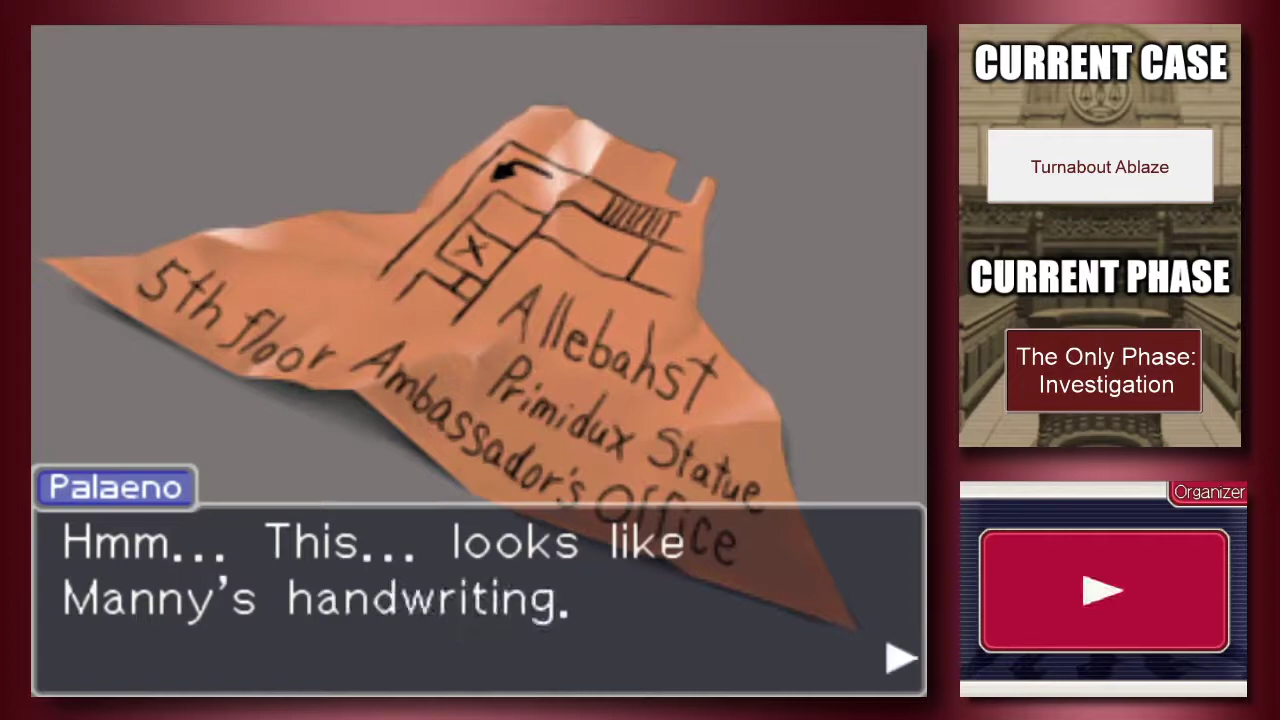 CURRENT CASE
Turnabout Ablaze
CURRENT PHASE
The Only Phase:
Investigation
Organizer
5th floor
Allebahst
Primidux Statue
Ambassador's Office
Palaeno
Hmm... This... looks like
Manny's handwriting.